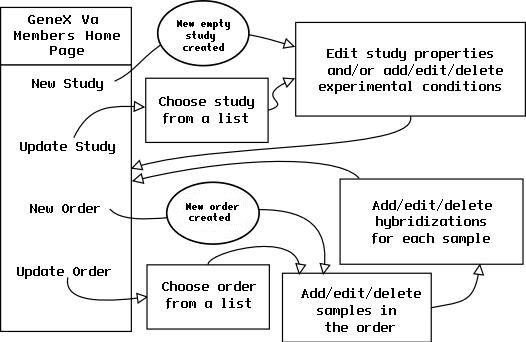 GeneX Va
Members Home
Page
New Study
Update Study
New Order
Update Order
New empty
study
created
Choose study
from a list
Edit study properties
and/or add/edit/delete
experimental conditions
New order
created
Choose order
from a list
Add/edit/delete
samples in
the order
Add/edit/delete
hybridizations
for each sample